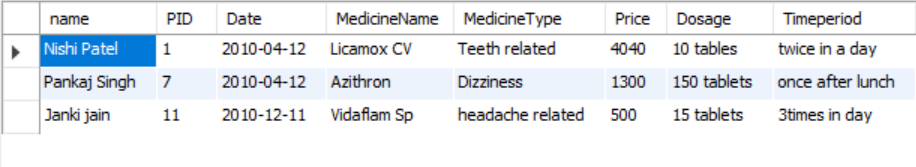 name PID Date MedicineName MedicineType Price Dosage Timeperiod
Nishi Patel 1 2010-04-12 Licamox CV Teeth related 4040 10 tables twice in a day
Pankaj Singh 7 2010-04-12 Azithron Dizziness 1300 150 tablets once after lunch
Janki jain 11 2010-12-11 Vidaflam Sp headache related 500 15 tablets 3times in day